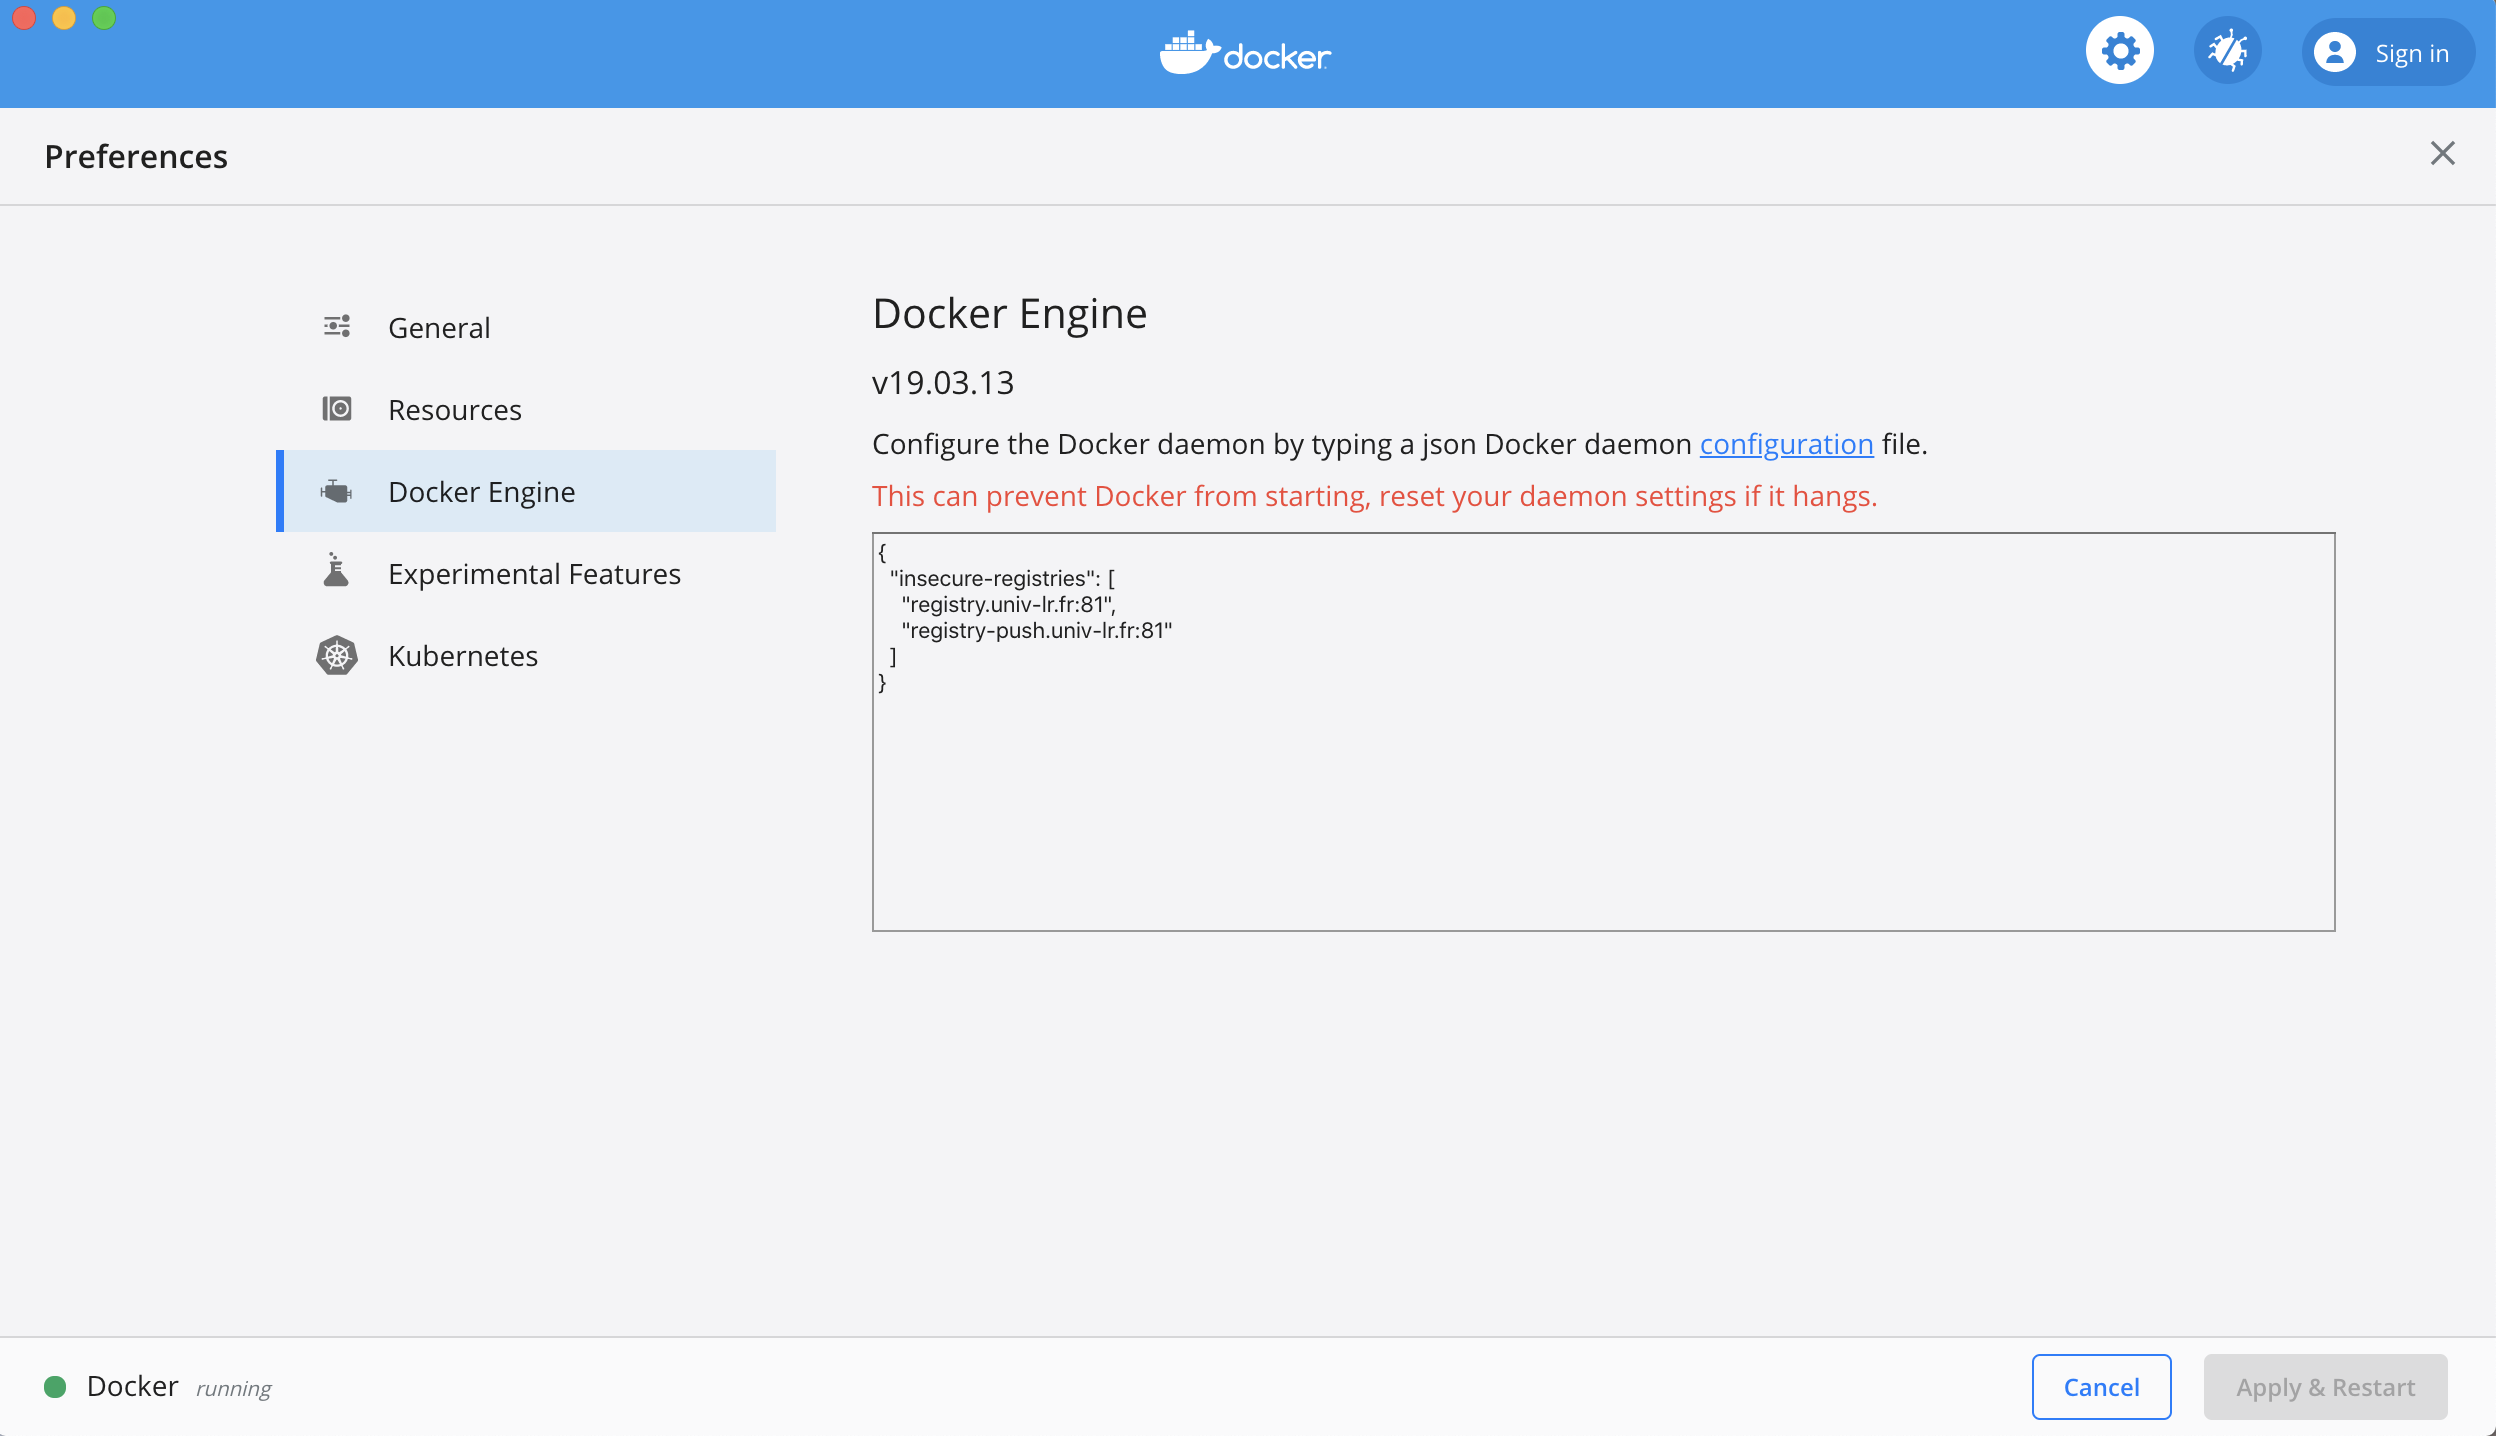 docker
Sign in
Preferences
General
Resources
Docker Engine
Experimental Features
Kubernetes
Docker Engine
v19.03.13
Configure the Docker daemon by typing a json Docker daemon configuration file.
This can prevent Docker from starting, reset your daemon settings if it hangs.
{
  "insecure-registries": [
    "registry.univ-lr.fr:81",
    "registry-push.univ-lr.fr:81"
  ]
}
Docker running
Cancel
Apply & Restart